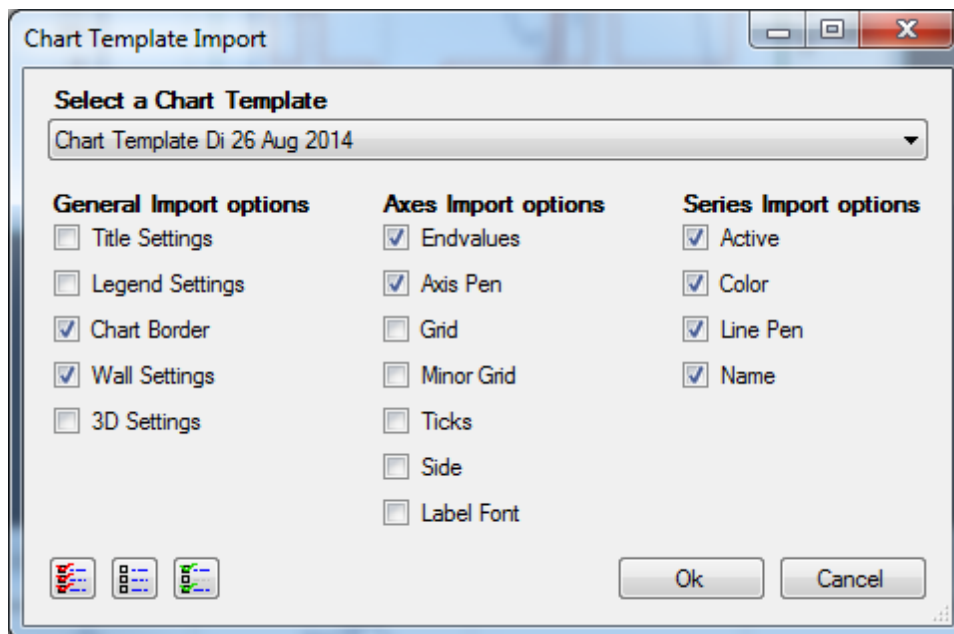 Chart Template Import
Select a Chart Template
Chart Template Di 26 Aug 2014
General Import options
Title Settings
Legend Settings
Chart Border
Wall Settings
3D Settings
Axes Import options
Endvalues
Axis Pen
Grid
Minor Grid
Ticks
Side
Label Font
Series Import options
Active
Color
Line Pen
Name
Ok
Cancel